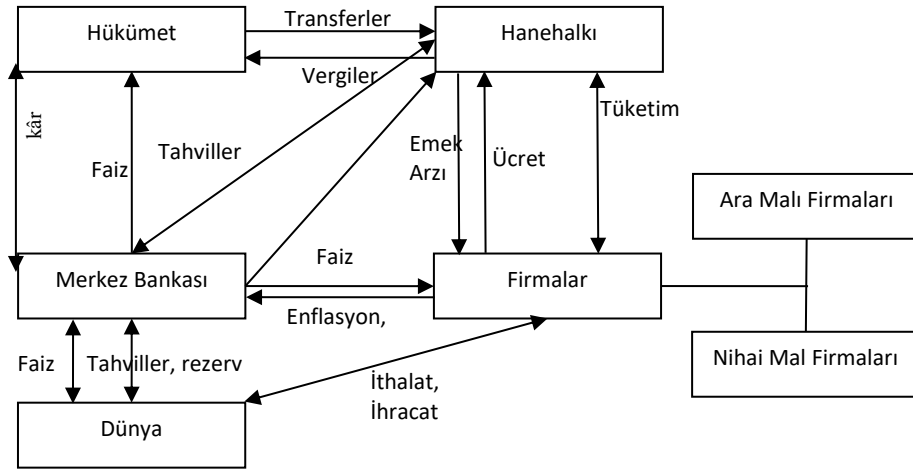 Transferler
Hükümet
Hanehalkı
Vergiler
Tüketim
kâr
Tahviller
Emek
Arzı
Ücret
Faiz
Ara Malı Firmaları
Faiz
Merkez Bankası
Firmalar
Enflasyon,
Nihai Mal Firmaları
Faiz
Tahviller, rezerv
İthalat,
İhracat
Dünya